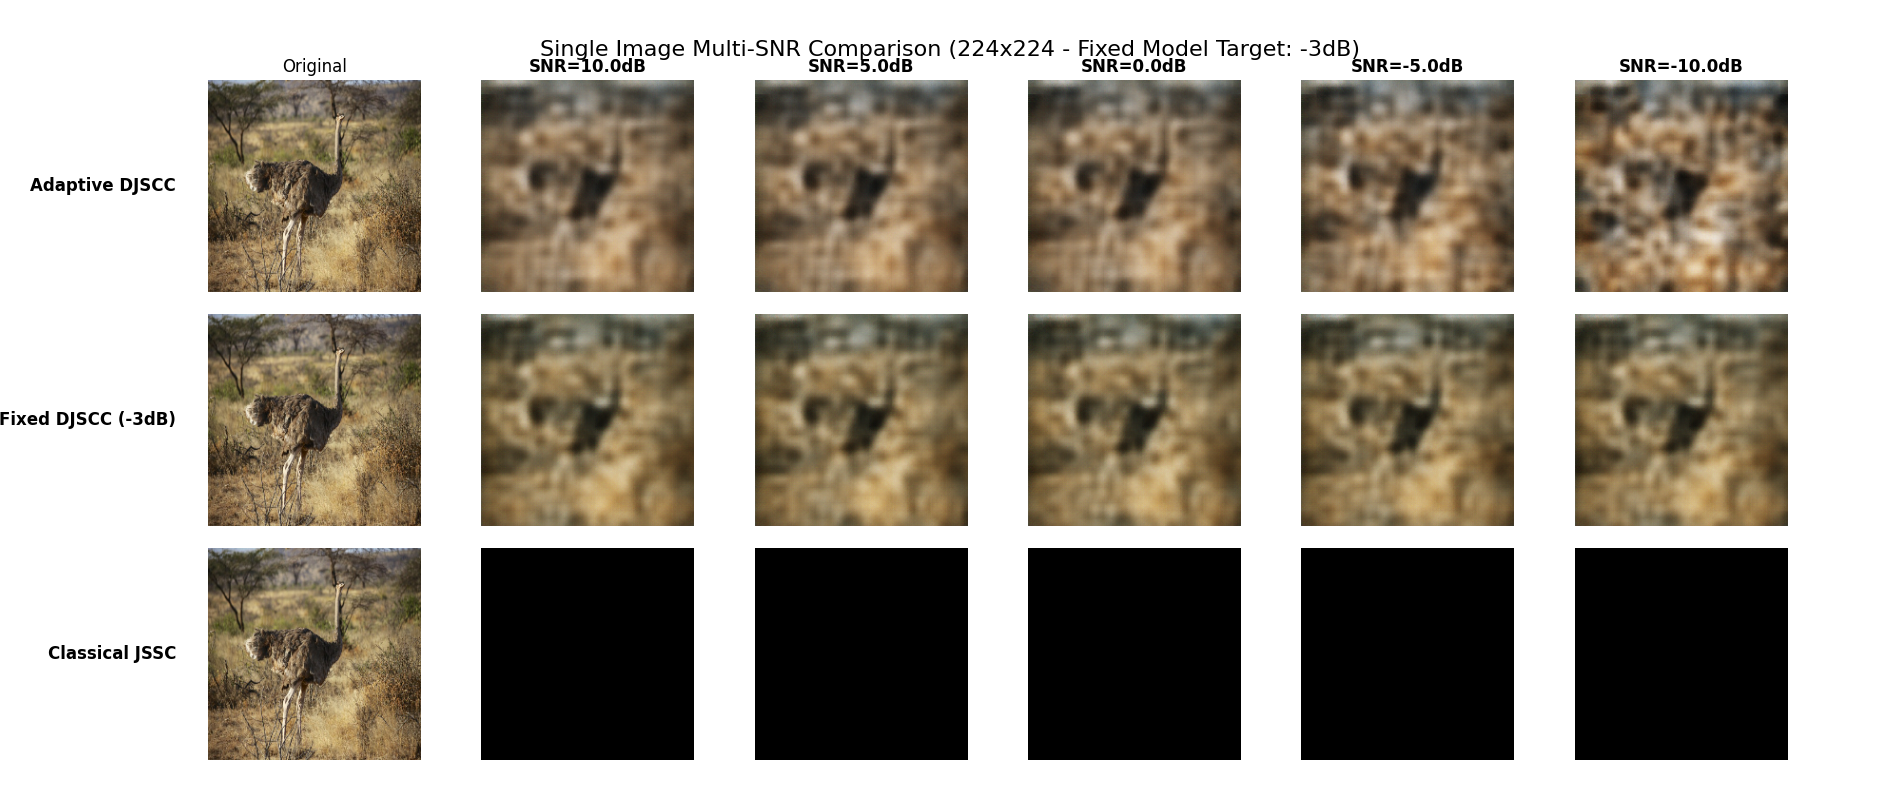 Single Image Multi-SNR Comparison (224x224 - Fixed Model Target: -3dB)
Original
SNR=10.0dB
SNR=5.0dB
SNR=0.0dB
SNR=-5.0dB
SNR=-10.0dB
Adaptive DJSCC
Fixed DJSCC (-3dB)
Classical JSSC